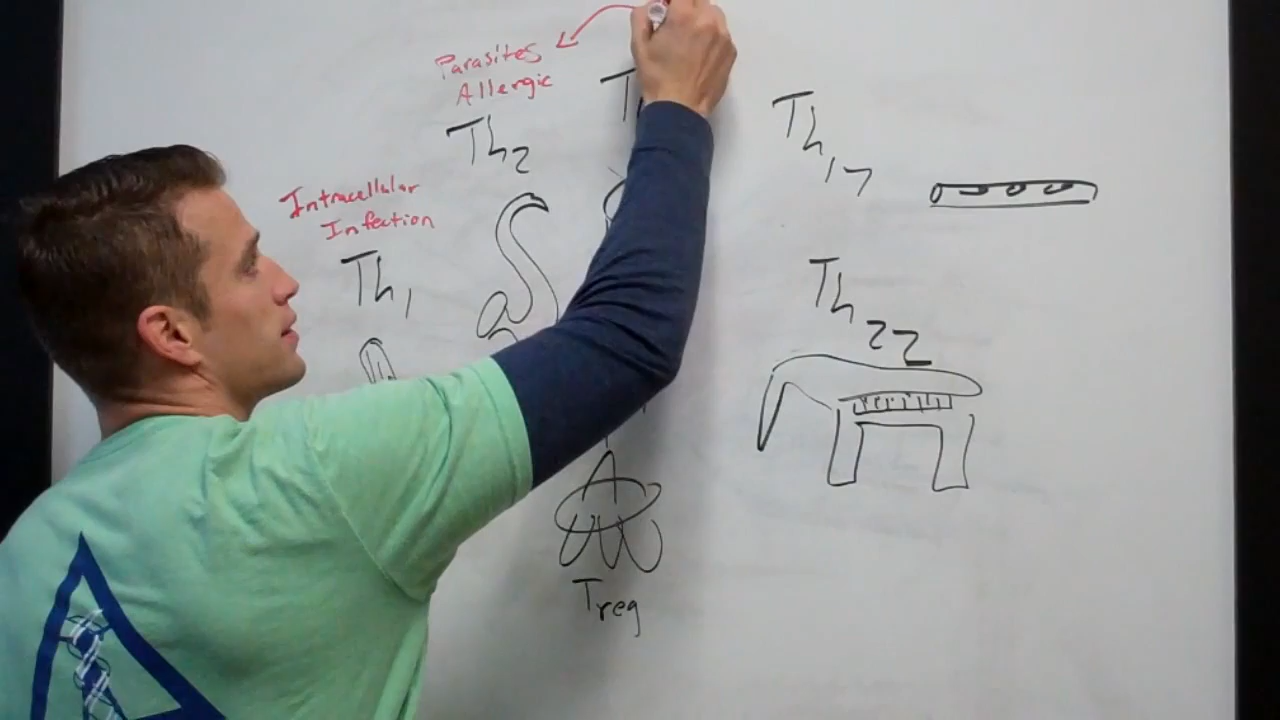 Parasites
Allergic
Th2
Intracellular
Infection
Th1
Th17
Th22
Treg